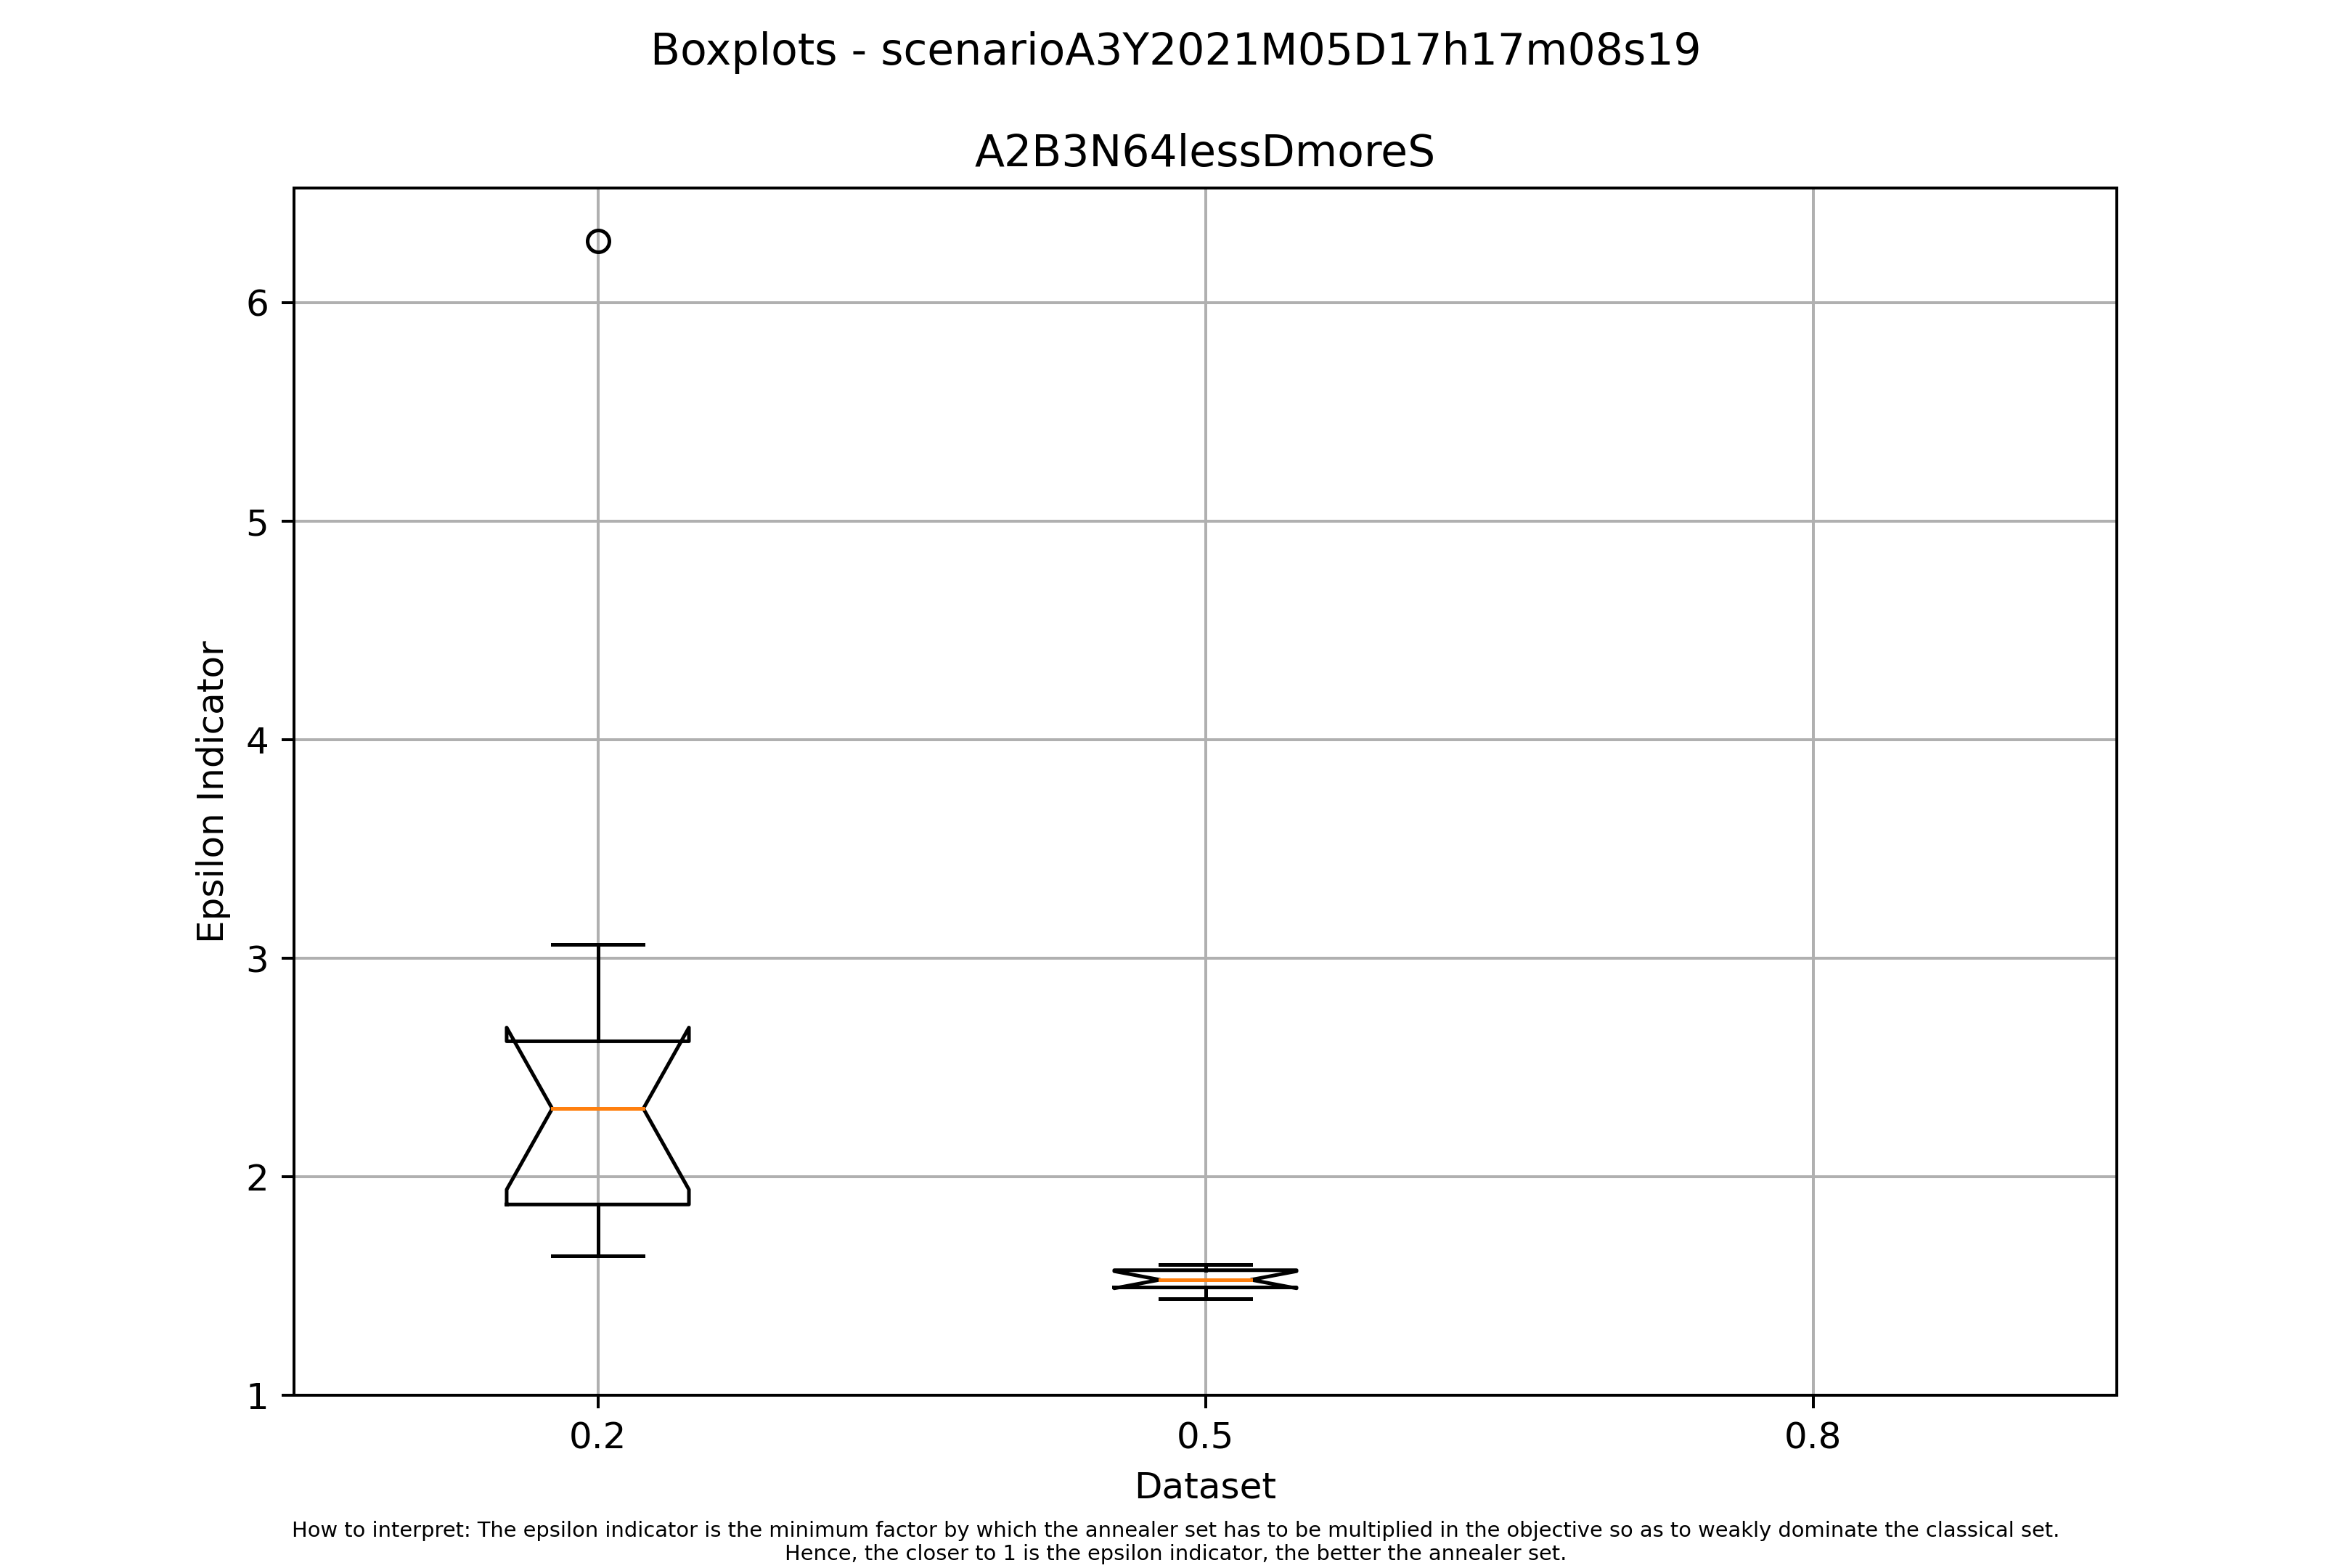 Boxplots - scenarioA3Y2021M05D17h17m08s19
A2B3N64lessDmoreS
6
5
4
3
2
1
Epsilon Indicator
0.2 0.5 0.8
Dataset
How to interpret: The epsilon indicator is the minimum factor by which the annealer set has to be multiplied in the objective so as to weakly dominate the classical set.
Hence, the closer to 1 is the epsilon indicator, the better the annealer set.